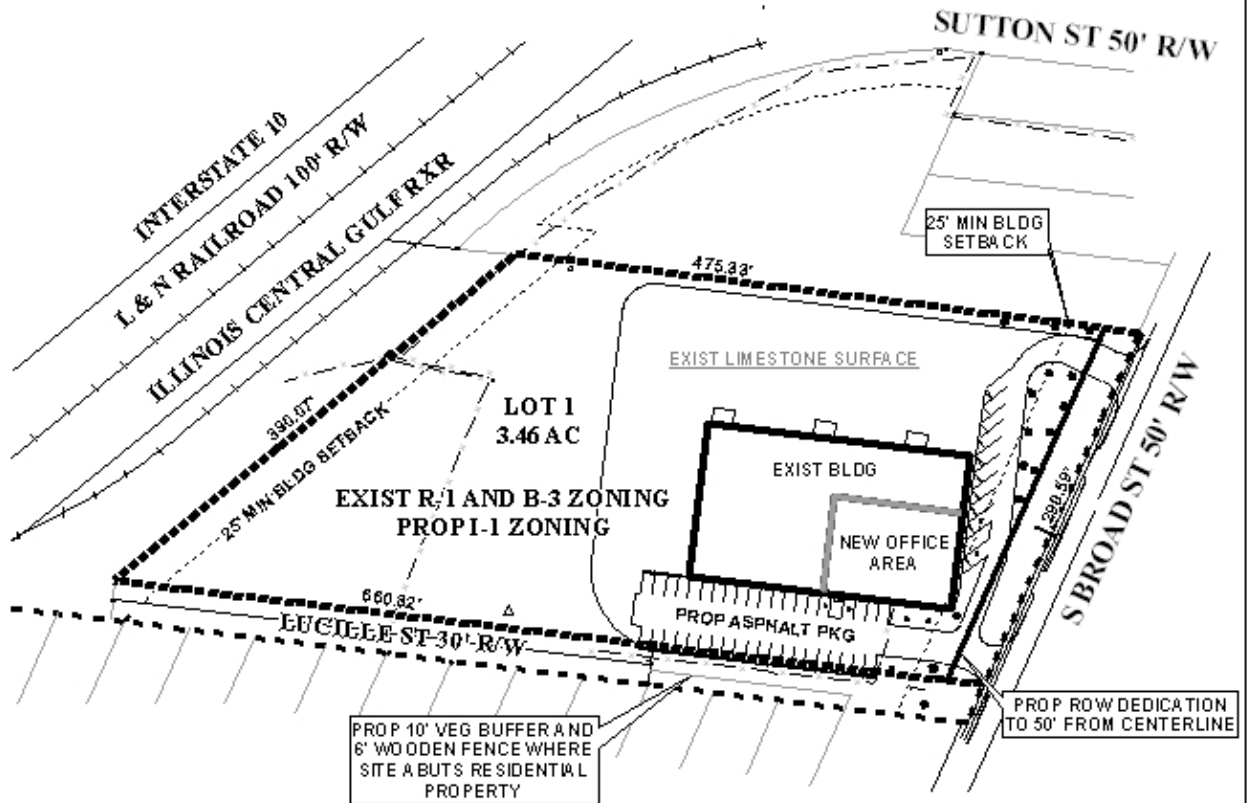 SUTTON ST 50' R/W
INTERSTATE 10
L & N RAILROAD 100' R/W
ILLINOIS CENTRAL GULF RXR
25' MIN BLDG
SETBACK
475.33'
EXIST LIMESTONE SURFACE
390.07'
25' MIN BLDG SETBACK
LOT 1
3.46 AC
EXIST R-1 AND B-3 ZONING
PROP I-1 ZONING
EXIST BLDG
NEW OFFICE
AREA
S BROAD ST 50' R/W
660.82'
PROP ASPHALT PKG
LUCILLE ST 30' R/W
PROP ROW DEDICATION
TO 50' FROM CENTERLINE
PROP 10' VEG BUFFER AND
6' WOODEN FENCE WHERE
SITE ABUTS RESIDENTIAL
PROPERTY